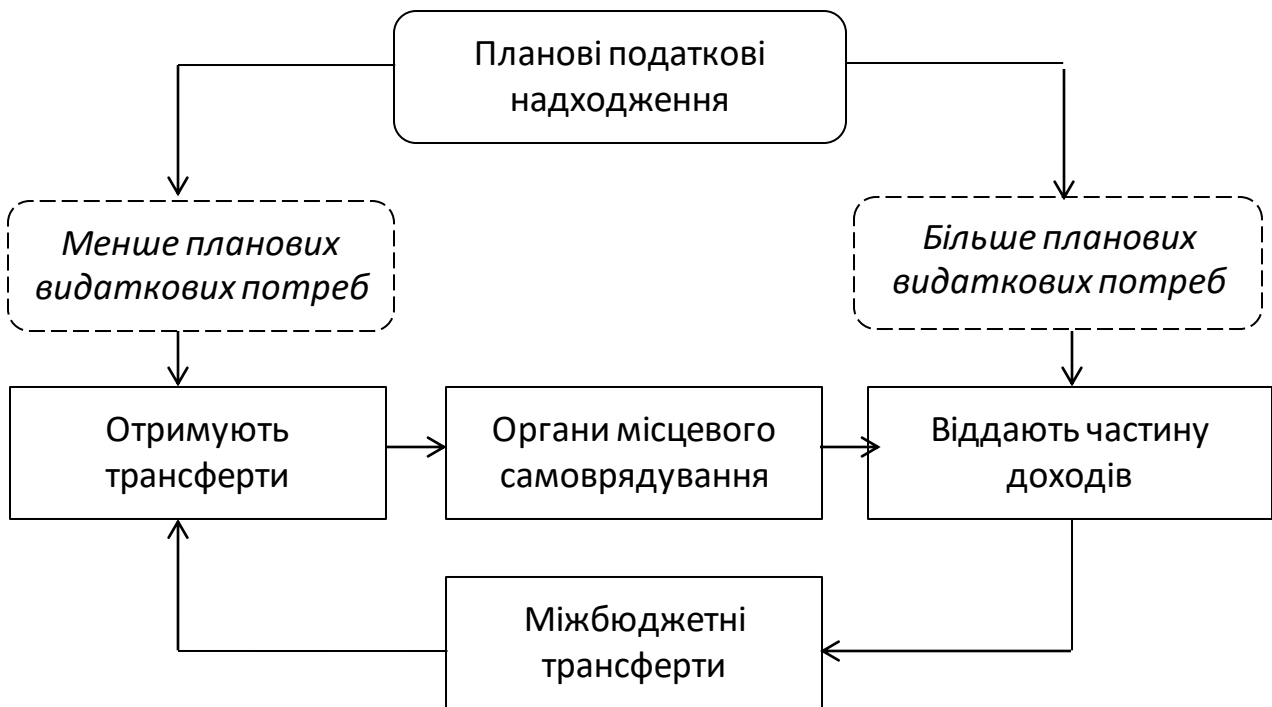 Планові податкові
надходження
Менше планових
видаткових потреб
Більше планових
видаткових потреб
Отримують
трансферти
Органи місцевого
самоврядування
Віддають частину
доходів
Міжбюджетні
трансферти